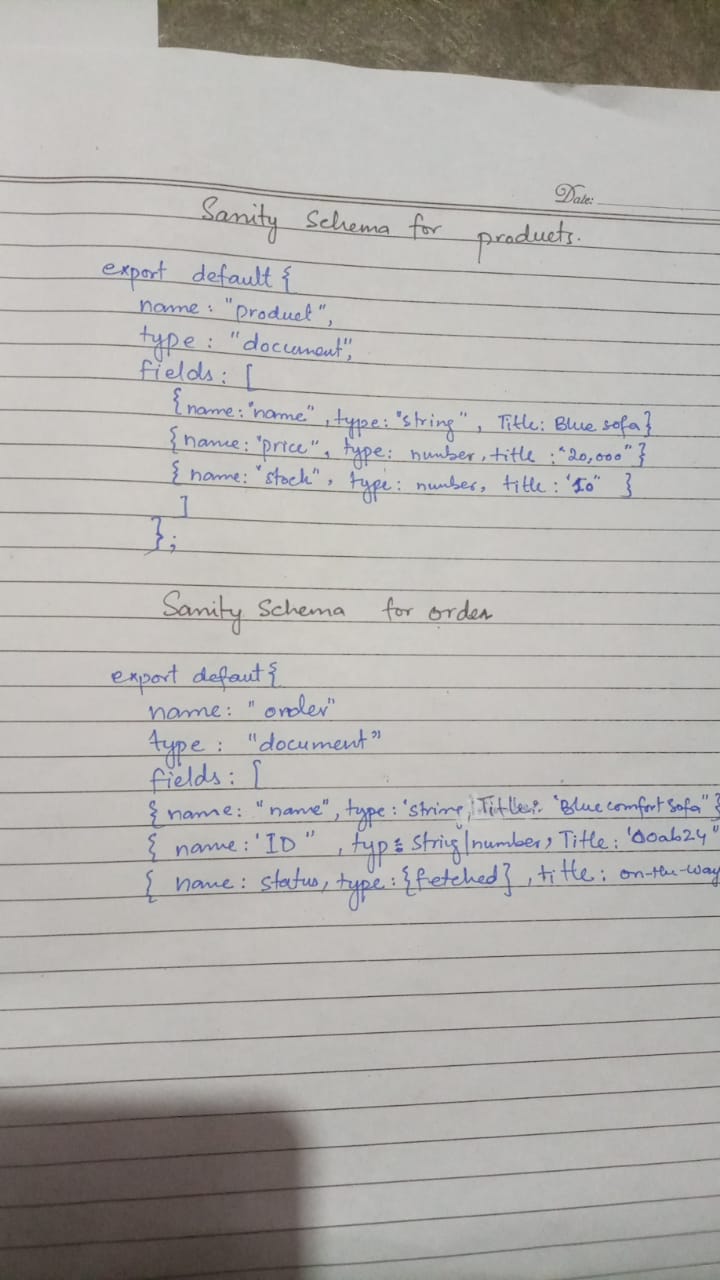 Date:
Sanity Schema for products.
export default {
name : "product",
type : "document",
fields : [
{ name: "name", type: "string", Title: Blue sofa }
{ name: "price", type: number, title : "20,000" }
{ name: "stock", type: number, title : '10" }
]
};
Sanity Schema for order
export defaut {
name: "order"
type : "document"
fields : [
{ name: "name", type : 'string, Title: 'Blue comfort Sofa" }
{ name : 'ID", typ : Strig|number, Title : '00ab24"
{ name : status, type : {fetched} , title : on-the-way